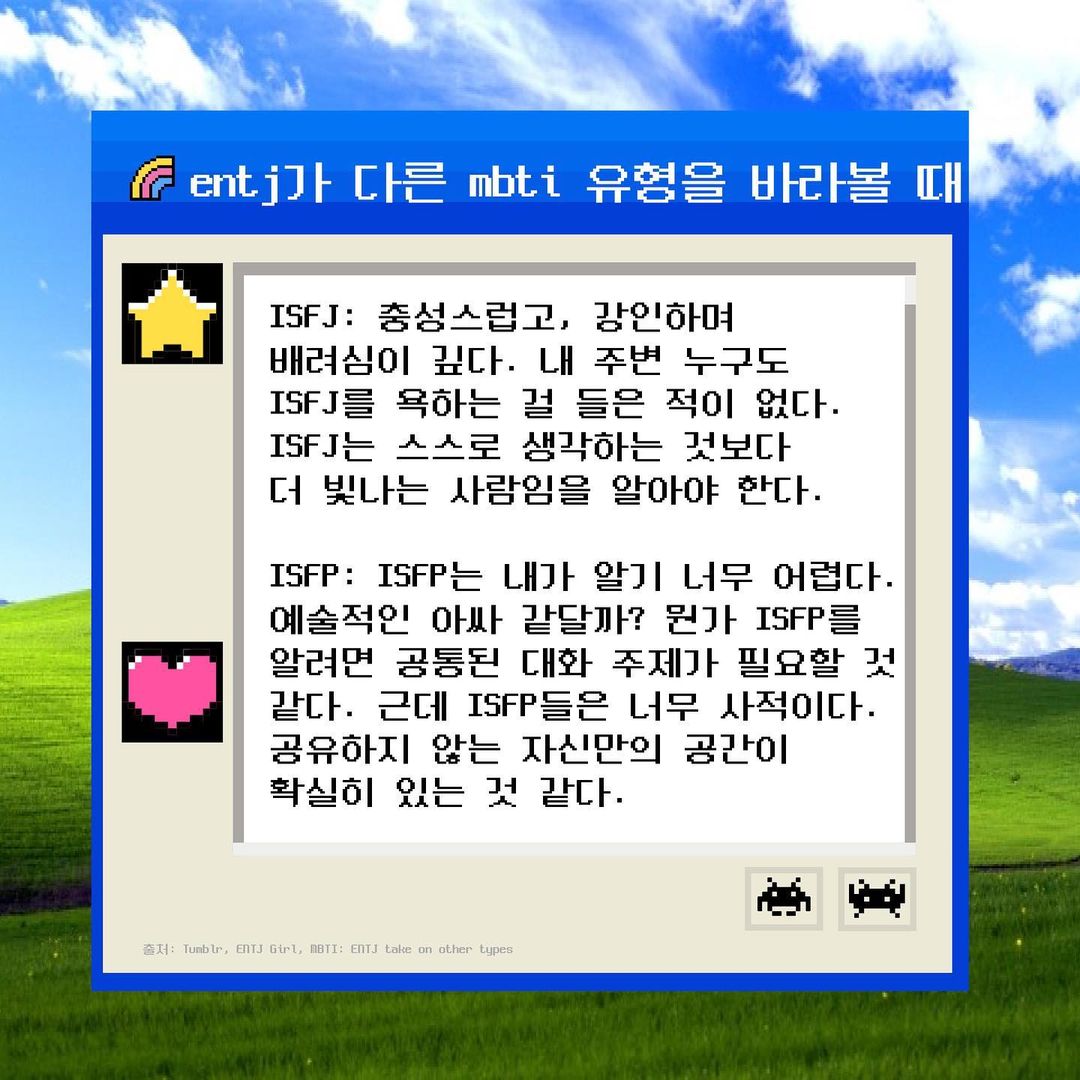 entj가 다른 mbti 유형을 바라볼 때
ISFJ: 충성스럽고, 강인하며
배려심이 깊다. 내 주변 누구도
ISFJ를 욕하는 걸 들은 적이 없다.
ISFJ는 스스로 생각하는 것보다
더 빛나는 사람임을 알아야 한다.
ISFP: ISFP는 내가 알기 너무 어렵다.
예술적인 아싸 같달까? 뭔가 ISFP를
알려면 공통된 대화 주제가 필요할 것
같다. 근데 ISFP들은 너무 사적이다.
공유하지 않는 자신만의 공간이
확실히 있는 것 같다.
출처: Tumblr, ENTJ Girl, MBTI: ENTJ take on other types